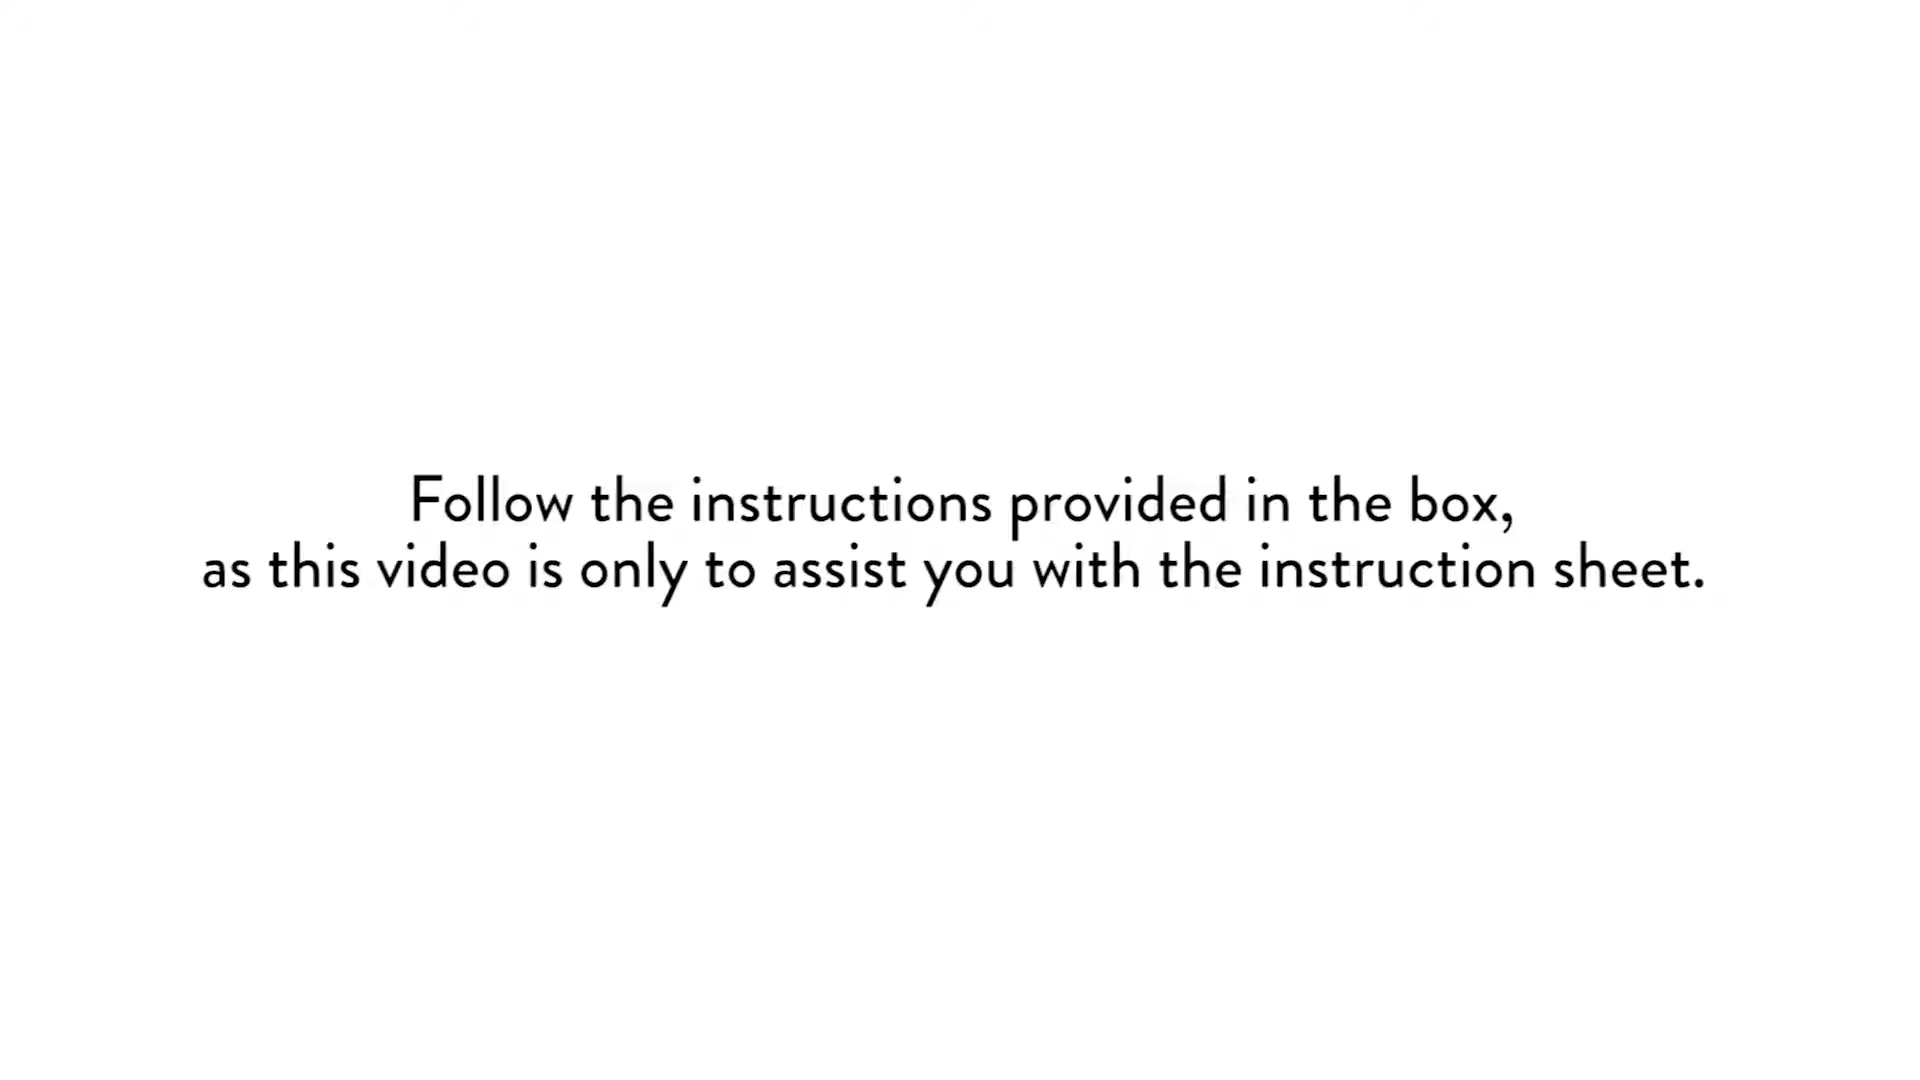 Follow the instructions provided in the box,
as this video is only to assist you with the instruction sheet.